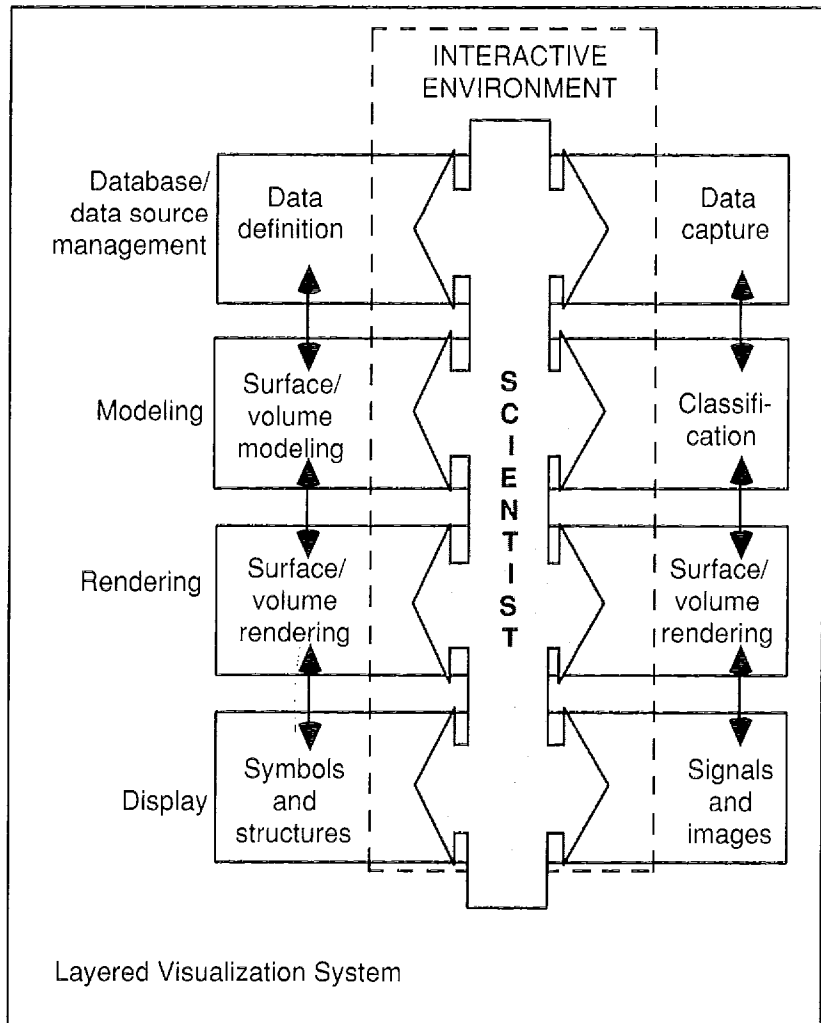 INTERACTIVE
ENVIRONMENT
Database/
data source
management
Data
definition
Data
capture
Modeling
Surface/
volume
modeling
SCIENTIST
Classifi-
cation
Rendering
Surface/
volume
rendering
Surface/
volume
rendering
Display
Symbols
and
structures
Signals
and
images
Layered Visualization System